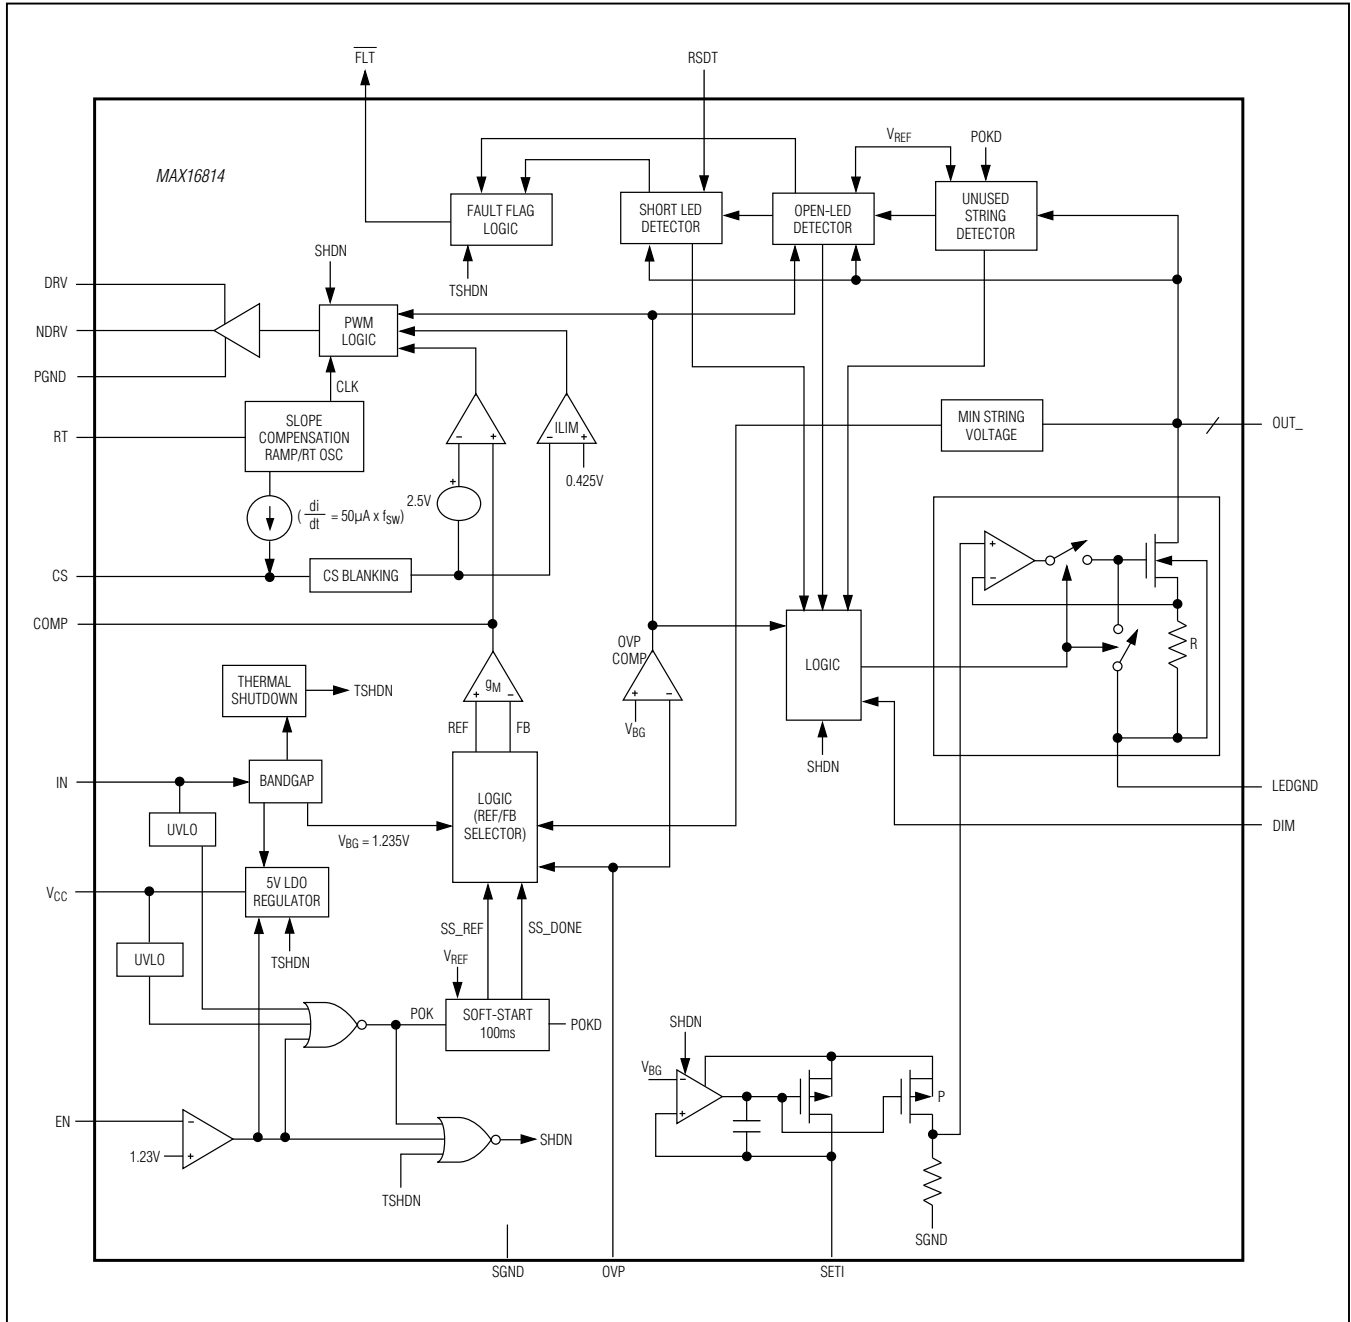 FLT
RSDT
MAX16814
VREF
POKD
FAULT FLAG
LOGIC
SHORT LED
DETECTOR
OPEN-LED
DETECTOR
UNUSED
STRING
DETECTOR
SHDN
TSHDN
DRV
NDRV
PGND
PWM
LOGIC
CLK
RT
SLOPE
COMPENSATION
RAMP/RT OSC
− +
ILIM
− +
0.425V
MIN STRING
VOLTAGE
OUT_
+
2.5V
( di/dt = 50µA x fSW)
CS
CS BLANKING
+
−
R
COMP
OVP
COMP
+ −
VBG
LOGIC
SHDN
THERMAL
SHUTDOWN
TSHDN
gM
+ −
REF
FB
IN
BANDGAP
LOGIC
(REF/FB
SELECTOR)
LEDGND
UVLO
VBG = 1.235V
DIM
VCC
5V LDO
REGULATOR
SS_REF
SS_DONE
UVLO
TSHDN
VREF
POK
SOFT-START
100ms
POKD
SHDN
VBG
−
+
P
EN
−
1.23V
+
SHDN
TSHDN
SGND
SGND
OVP
SETI